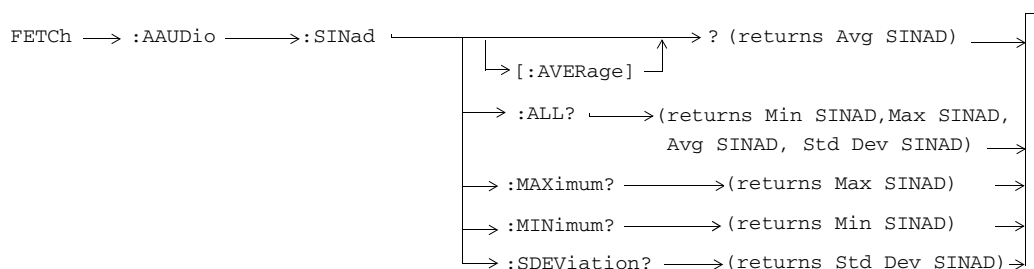 FETCh :AAUDio :SINad ? (returns Avg SINAD)
[:AVERage]
:ALL? (returns Min SINAD,Max SINAD,
Avg SINAD, Std Dev SINAD)
:MAXimum? (returns Max SINAD)
:MINimum? (returns Min SINAD)
:SDEViation? (returns Std Dev SINAD)